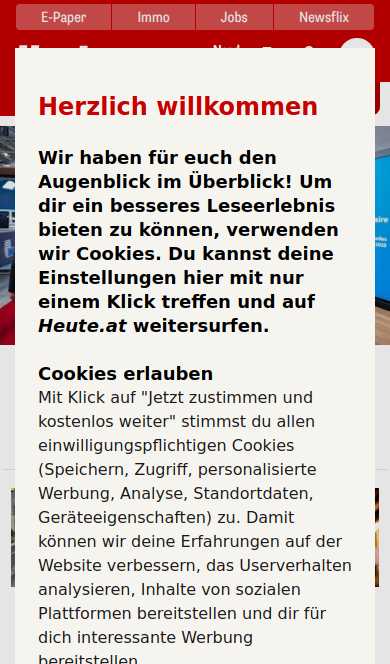 E-Paper
Immo
Jobs
Newsflix
Herzlich willkommen
Wir haben für euch den
Augenblick im Überblick! Um
dir ein besseres Leseerlebnis
bieten zu können, verwenden
wir Cookies. Du kannst deine
Einstellungen hier mit nur
einem Klick treffen und auf
Heute.at weitersurfen.
Cookies erlauben
Mit Klick auf "Jetzt zustimmen und
kostenlos weiter" stimmst du allen
einwilligungspflichtigen Cookies
(Speichern, Zugriff, personalisierte
Werbung, Analyse, Standortdaten,
Geräteeigenschaften) zu. Damit
können wir deine Erfahrungen auf der
Website verbessern, das Userverhalten
analysieren, Inhalte von sozialen
Plattformen bereitstellen und dir für
dich interessante Werbung
bereitstellen